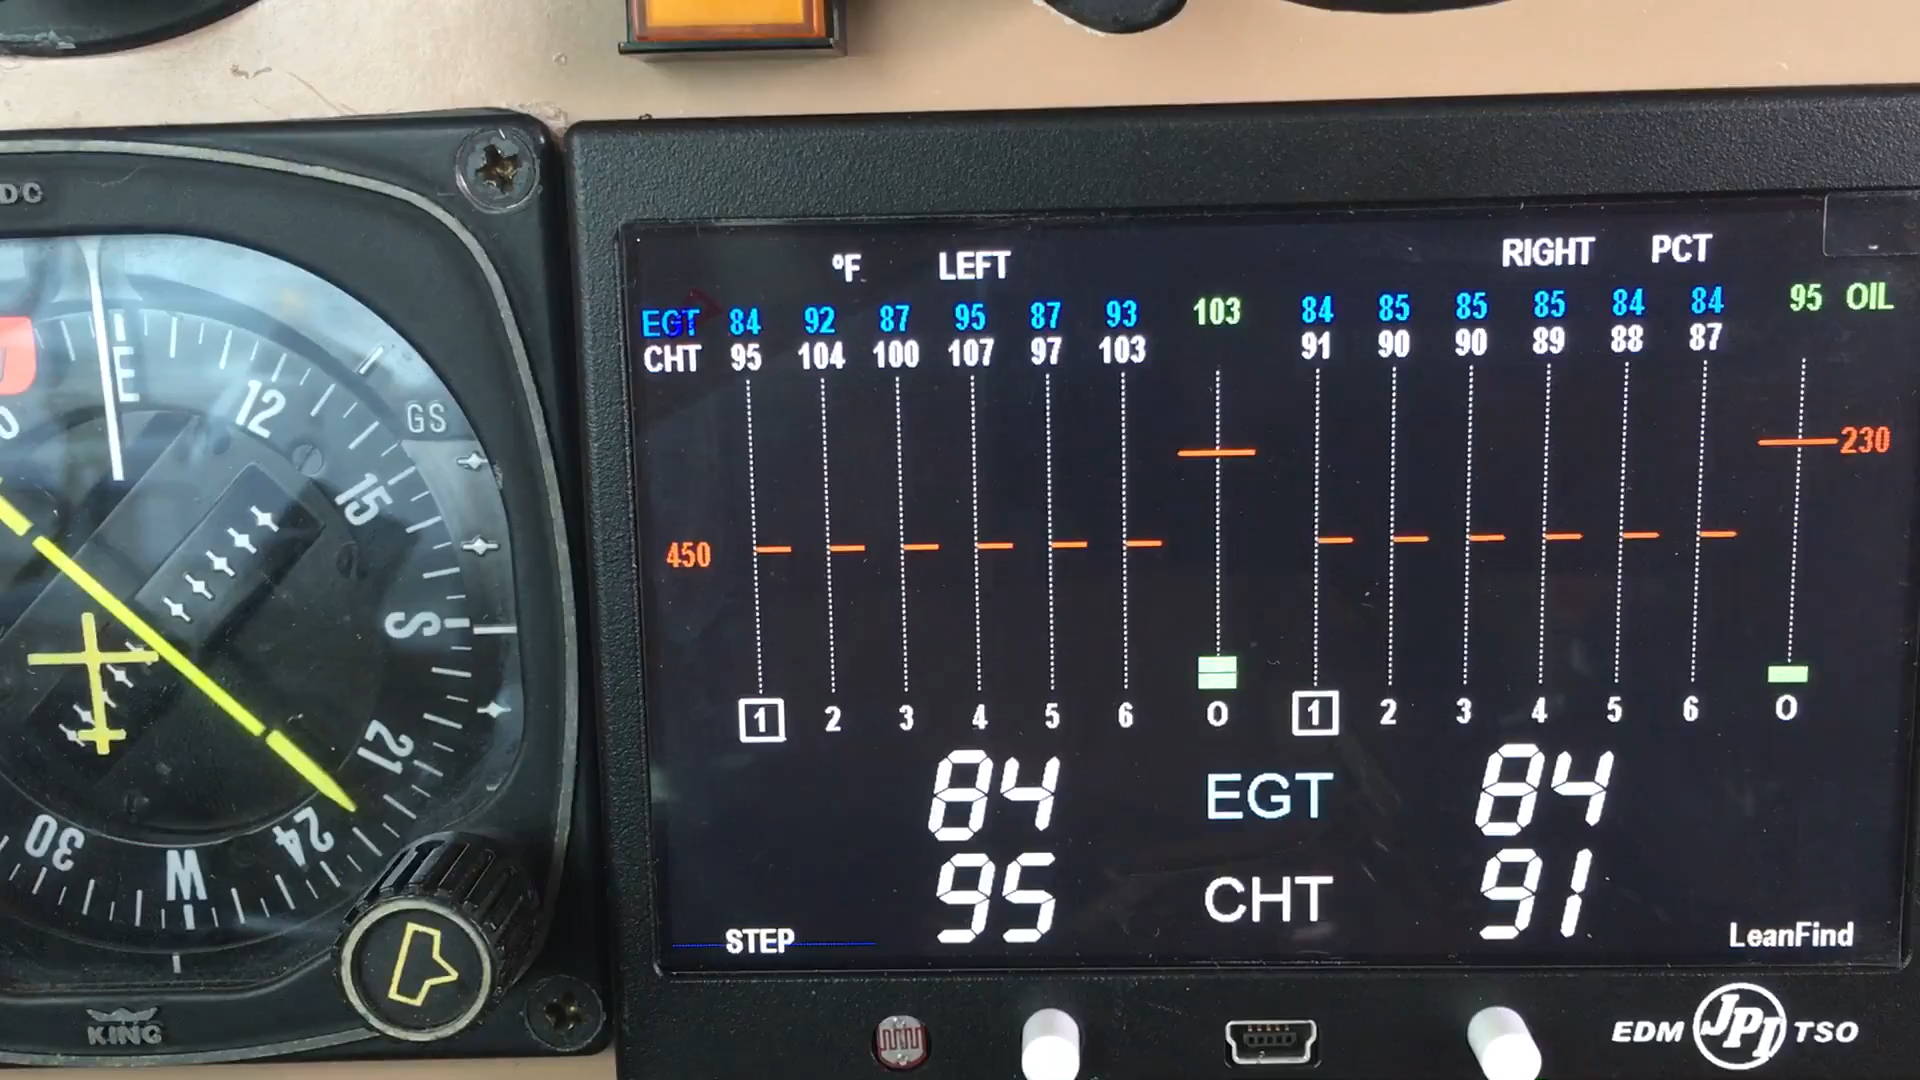 DC
E
12
GS
15
S
21
24
W
30
KING
°F LEFT RIGHT PCT
EGT 84 92 87 95 87 93 103 84 85 85 85 84 84 95 OIL
CHT 95 104 100 107 97 103 91 90 90 89 88 87
230
450
1 2 3 4 5 6 O 1 2 3 4 5 6 O
84 EGT 84
95 CHT 91
STEP LeanFind
EDM JPI TSO